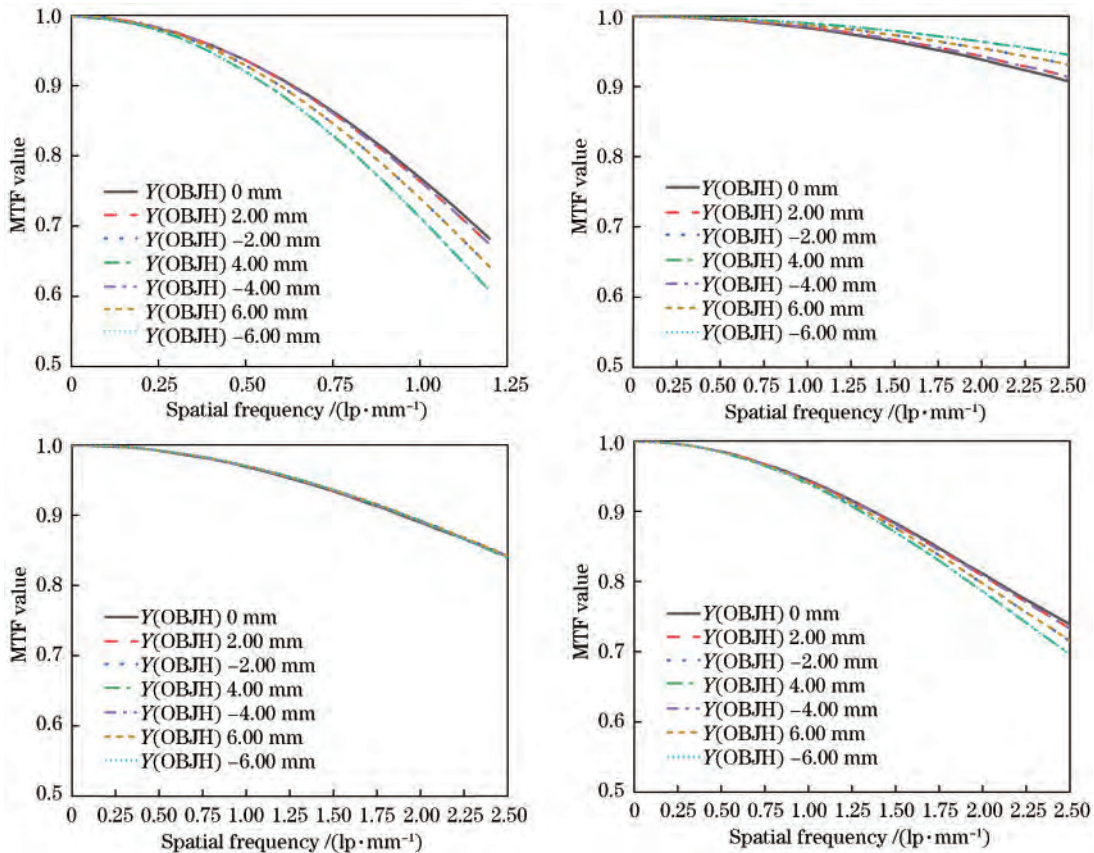 1.0
0.9
0.8
0.7
0.6
0.5
MTF value
Y(OBJH) 0 mm
Y(OBJH) 2.00 mm
Y(OBJH) –2.00 mm
Y(OBJH) 4.00 mm
Y(OBJH) –4.00 mm
Y(OBJH) 6.00 mm
Y(OBJH) –6.00 mm
0 0.25 0.50 0.75 1.00 1.25
Spatial frequency /(lp·mm⁻¹)
1.0
0.9
0.8
0.7
0.6
0.5
MTF value
Y(OBJH) 0 mm
Y(OBJH) 2.00 mm
Y(OBJH) –2.00 mm
Y(OBJH) 4.00 mm
Y(OBJH) –4.00 mm
Y(OBJH) 6.00 mm
Y(OBJH) –6.00 mm
0 0.25 0.50 0.75 1.00 1.25 1.50 1.75 2.00 2.25 2.50
Spatial frequency /(lp·mm⁻¹)
1.0
0.9
0.8
0.7
0.6
0.5
MTF value
Y(OBJH) 0 mm
Y(OBJH) 2.00 mm
Y(OBJH) –2.00 mm
Y(OBJH) 4.00 mm
Y(OBJH) –4.00 mm
Y(OBJH) 6.00 mm
Y(OBJH) –6.00 mm
0 0.25 0.50 0.75 1.00 1.25 1.50 1.75 2.00 2.25 2.50
Spatial frequency /(lp·mm⁻¹)
1.0
0.9
0.8
0.7
0.6
0.5
MTF value
Y(OBJH) 0 mm
Y(OBJH) 2.00 mm
Y(OBJH) –2.00 mm
Y(OBJH) 4.00 mm
Y(OBJH) –4.00 mm
Y(OBJH) 6.00 mm
Y(OBJH) –6.00 mm
0 0.25 0.50 0.75 1.00 1.25 1.50 1.75 2.00 2.25 2.50
Spatial frequency /(lp·mm⁻¹)